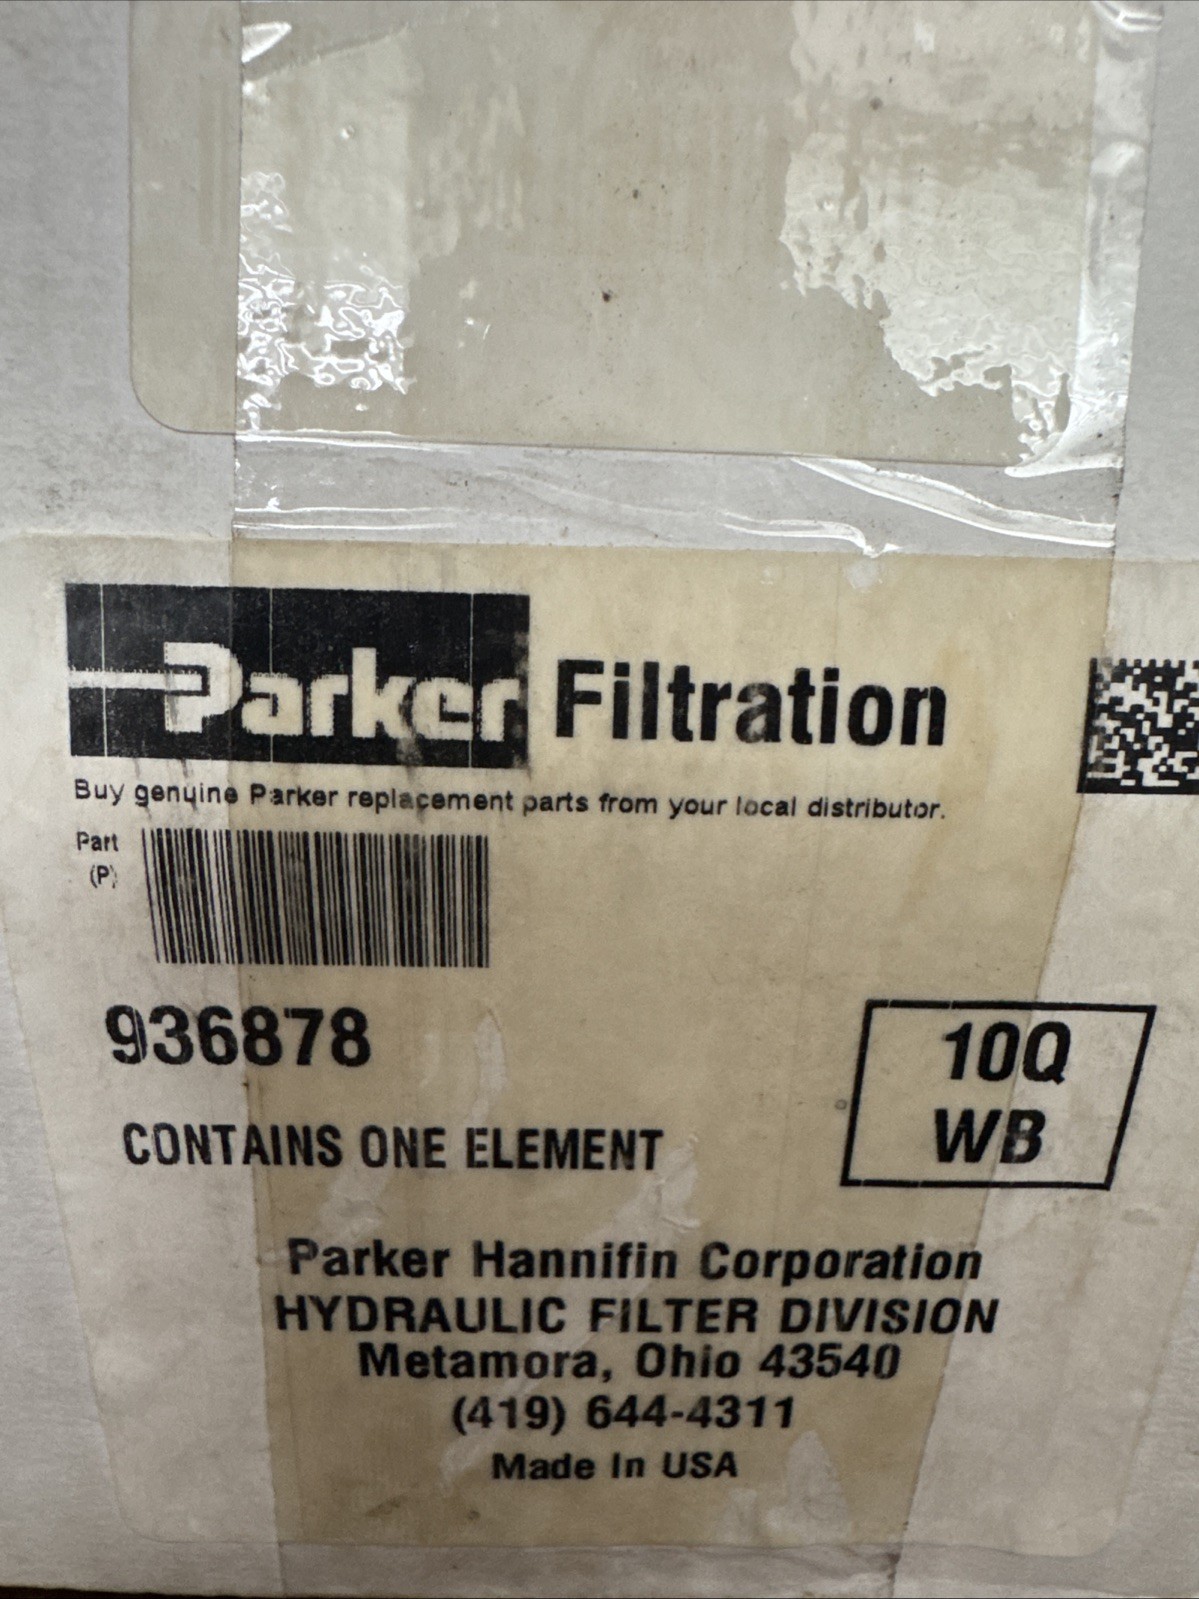 Parker Filtration
Buy genuine Parker replacement parts from your local distributor.
Part
(P)
936878
10Q
WB
CONTAINS ONE ELEMENT
Parker Hannifin Corporation
HYDRAULIC FILTER DIVISION
Metamora, Ohio 43540
(419) 644-4311
Made In USA